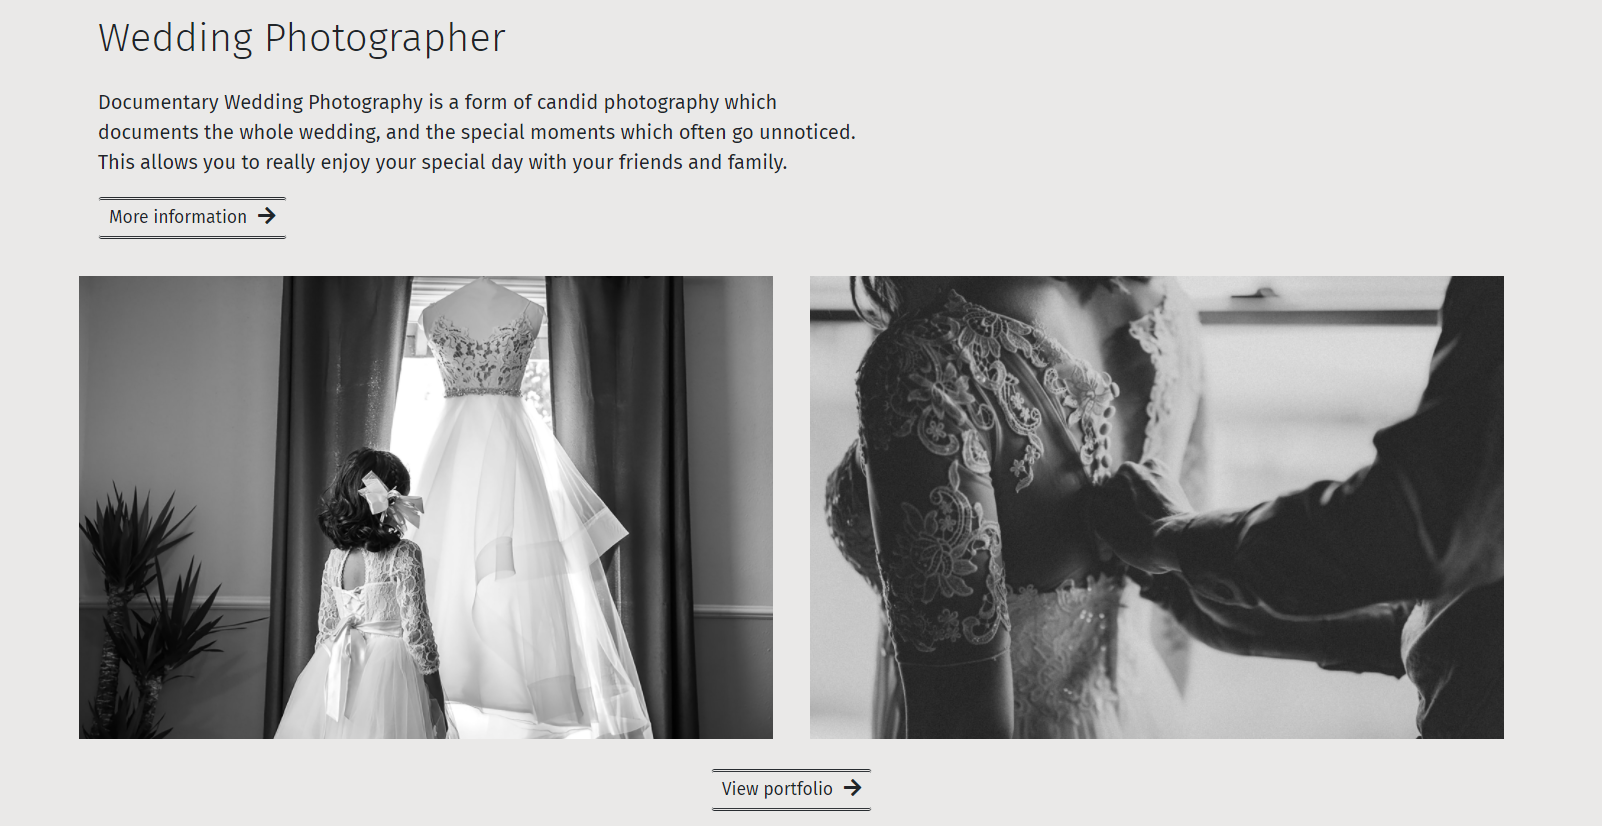 Wedding Photographer
Documentary Wedding Photography is a form of candid photography which
documents the whole wedding, and the special moments which often go unnoticed.
This allows you to really enjoy your special day with your friends and family.
More information
View portfolio